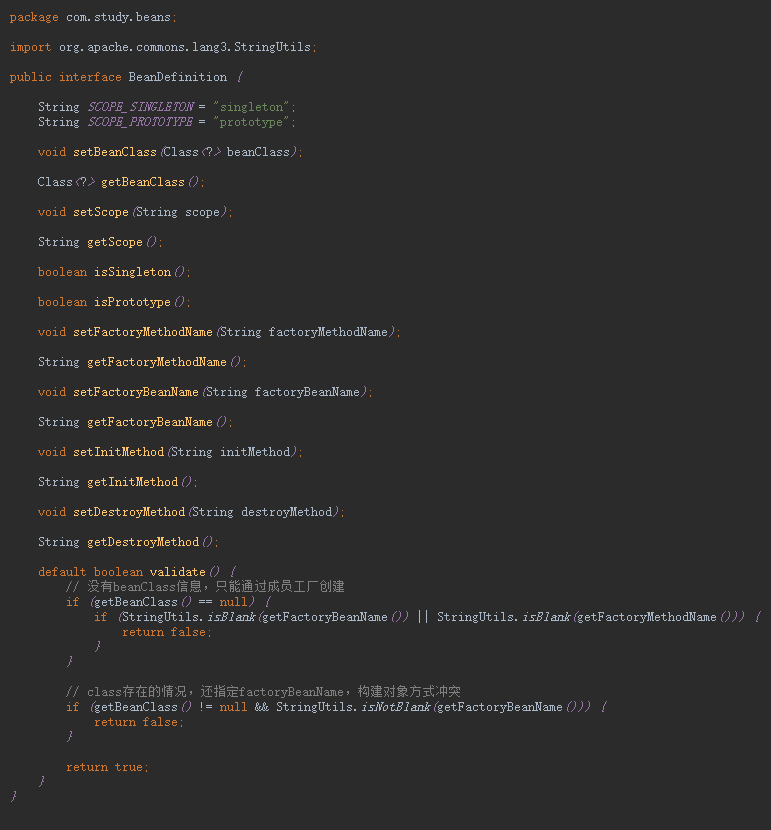 package com.study.beans;
import org.apache.commons.lang3.StringUtils;
public interface BeanDefinition {
String SCOPE_SINGLETON = "singleton";
String SCOPE_PROTOTYPE = "prototype";
void setBeanClass(Class<?> beanClass);
Class<?> getBeanClass();
void setScope(String scope);
String getScope();
boolean isSingleton();
boolean isPrototype();
void setFactoryMethodName(String factoryMethodName);
String getFactoryMethodName();
void setFactoryBeanName(String factoryBeanName);
String getFactoryBeanName();
void setInitMethod(String initMethod);
String getInitMethod();
void setDestroyMethod(String destroyMethod);
String getDestroyMethod();
default boolean validate() {
// 没有beanClass信息，只能通过成员工厂创建
if (getBeanClass() == null) {
if (StringUtils.isBlank(getFactoryBeanName()) || StringUtils.isBlank(getFactoryMethodName())) {
return false;
}
}
// class存在的情况，还指定factoryBeanName，构建对象方式冲突
if (getBeanClass() != null && StringUtils.isNotBlank(getFactoryBeanName())) {
return false;
}
return true;
}
}